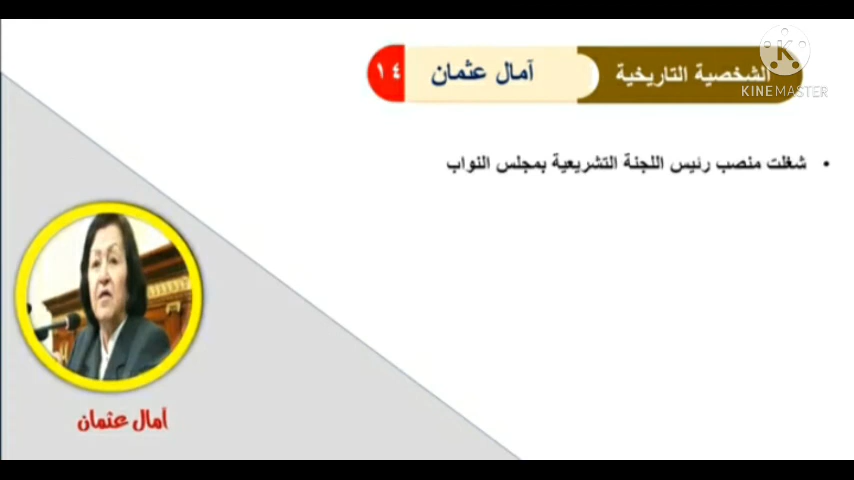 الشخصية التاريخية
آمال عثمان
١٤
KINEMASTER
• شغلت منصب رئيس اللجنة التشريعية بمجلس النواب
آمال عثمان